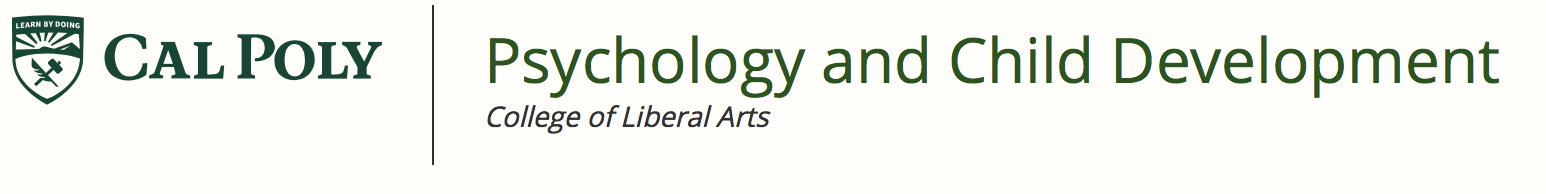 LEARN BY DOING
CAL POLY
Psychology and Child Development
College of Liberal Arts